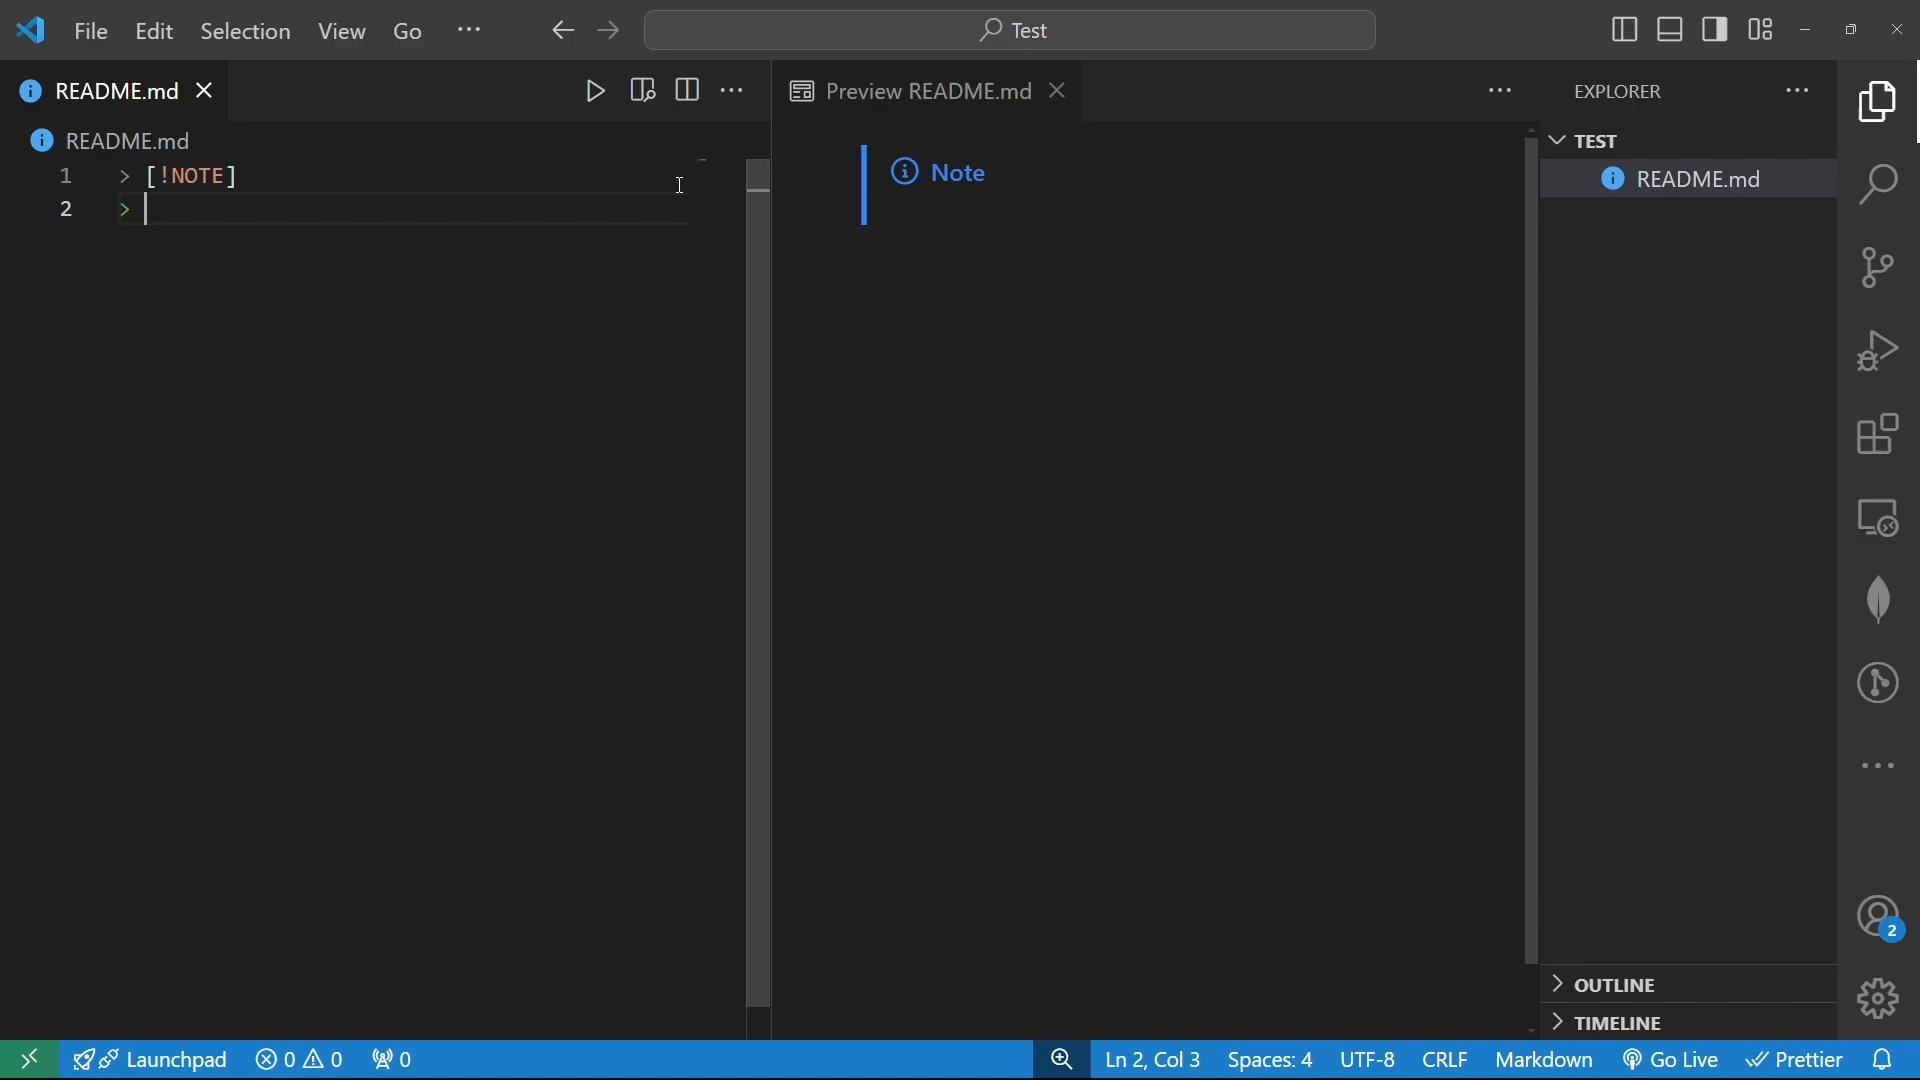 File Edit Selection View Go ··· Test
README.md
Preview README.md
EXPLORER
README.md
TEST
1 > [!NOTE]
Note
README.md
2 >
2
OUTLINE
TIMELINE
Launchpad 0 0 0 Ln 2, Col 3 Spaces: 4 UTF-8 CRLF Markdown Go Live Prettier